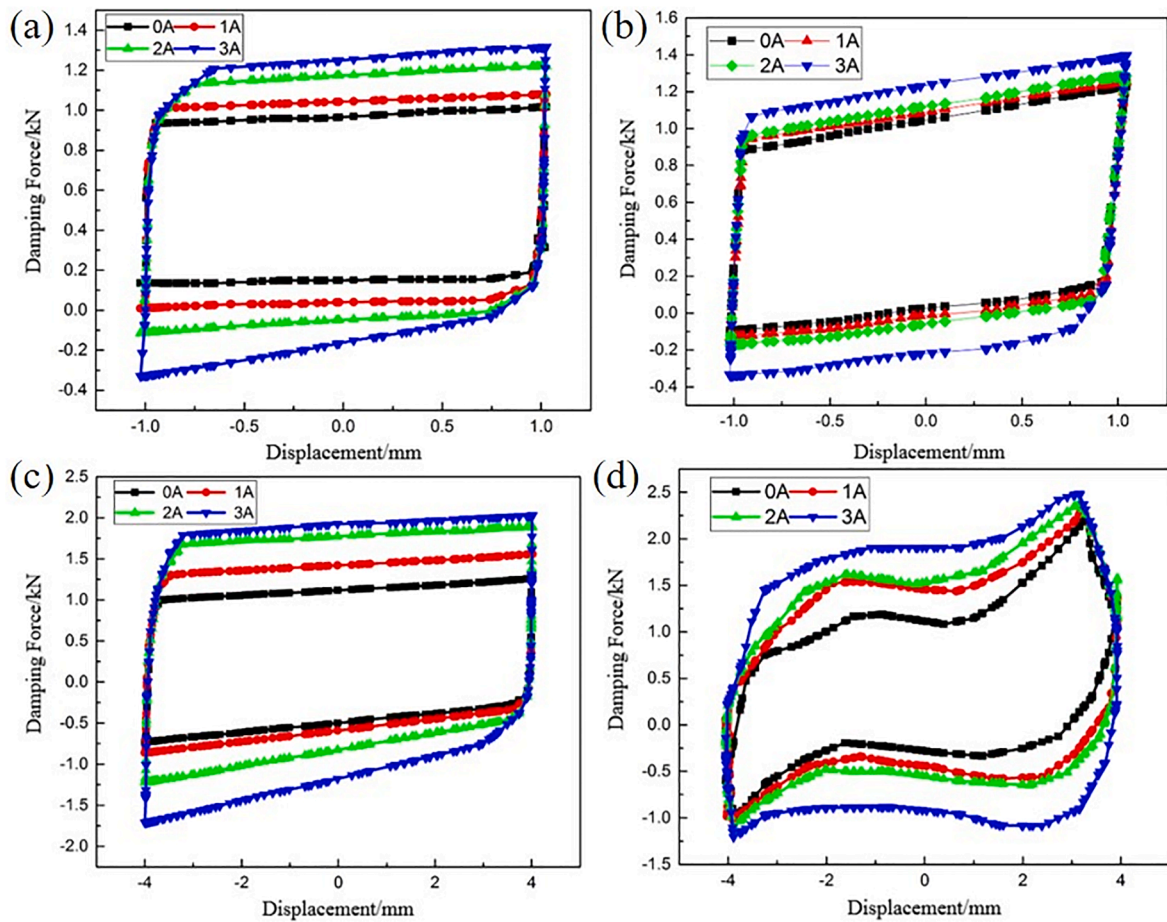 (a)
0A 1A
2A 3A
1.4
1.2
1.0
0.8
0.6
0.4
0.2
0.0
-0.2
-0.4
Damping Force/kN
-1.0 -0.5 0.0 0.5 1.0
Displacement/mm
(b)
0A 1A
2A 3A
1.6
1.4
1.2
1.0
0.8
0.6
0.4
0.2
0.0
-0.2
-0.4
Damping Force/kN
-1.0 -0.5 0.0 0.5 1.0
Displacement/mm
(c)
0A 1A
2A 3A
2.5
2.0
1.5
1.0
0.5
0.0
-0.5
-1.0
-1.5
-2.0
Damping Force/kN
-4 -2 0 2 4
Displacement/mm
(d)
0A 1A
2A 3A
2.5
2.0
1.5
1.0
0.5
0.0
-0.5
-1.0
-1.5
Damping Force/kN
-4 -2 0 2 4
Displacement/mm